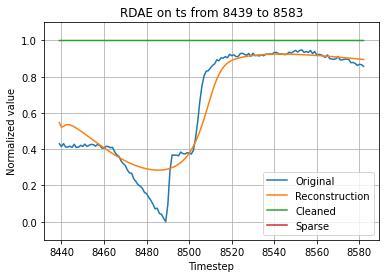 RDAE on ts from 8439 to 8583
Normalized value
1.0
0.8
0.6
0.4
0.2
0.0
8440 8460 8480 8500 8520 8540 8560 8580
Timestep
Original
Reconstruction
Cleaned
Sparse